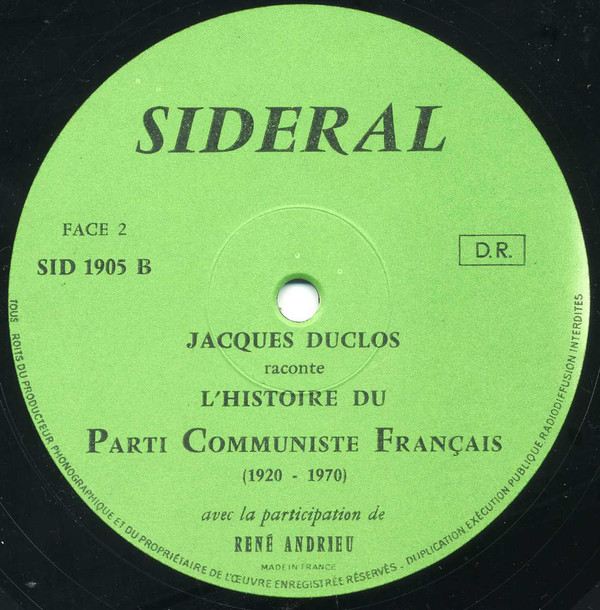 SIDERAL
FACE 2
SID 1905 B
D.R.
JACQUES DUCLOS
raconte
L'HISTOIRE DU
PARTI COMMUNISTE FRANÇAIS
(1920 - 1970)
avec la participation de
RENÉ ANDRIEU
MADE IN FRANCE
TOUS ROITS DU PRODUCTEUR PHONOGRAPHIQUE ET DU PROPRIÉTAIRE DE L'ŒUVRE ENREGISTRÉE RÉSERVÉS - DUPLICATION, EXÉCUTION PUBLIQUE, RADIODIFFUSION INTERDITES